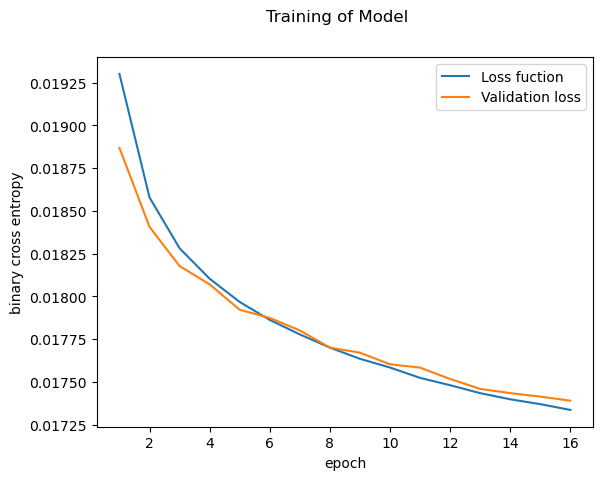 Training of Model
0.01925
0.01900
0.01875
0.01850
0.01825
0.01800
0.01775
0.01750
0.01725
binary cross entropy
Loss fuction
Validation loss
2 4 6 8 10 12 14 16
epoch